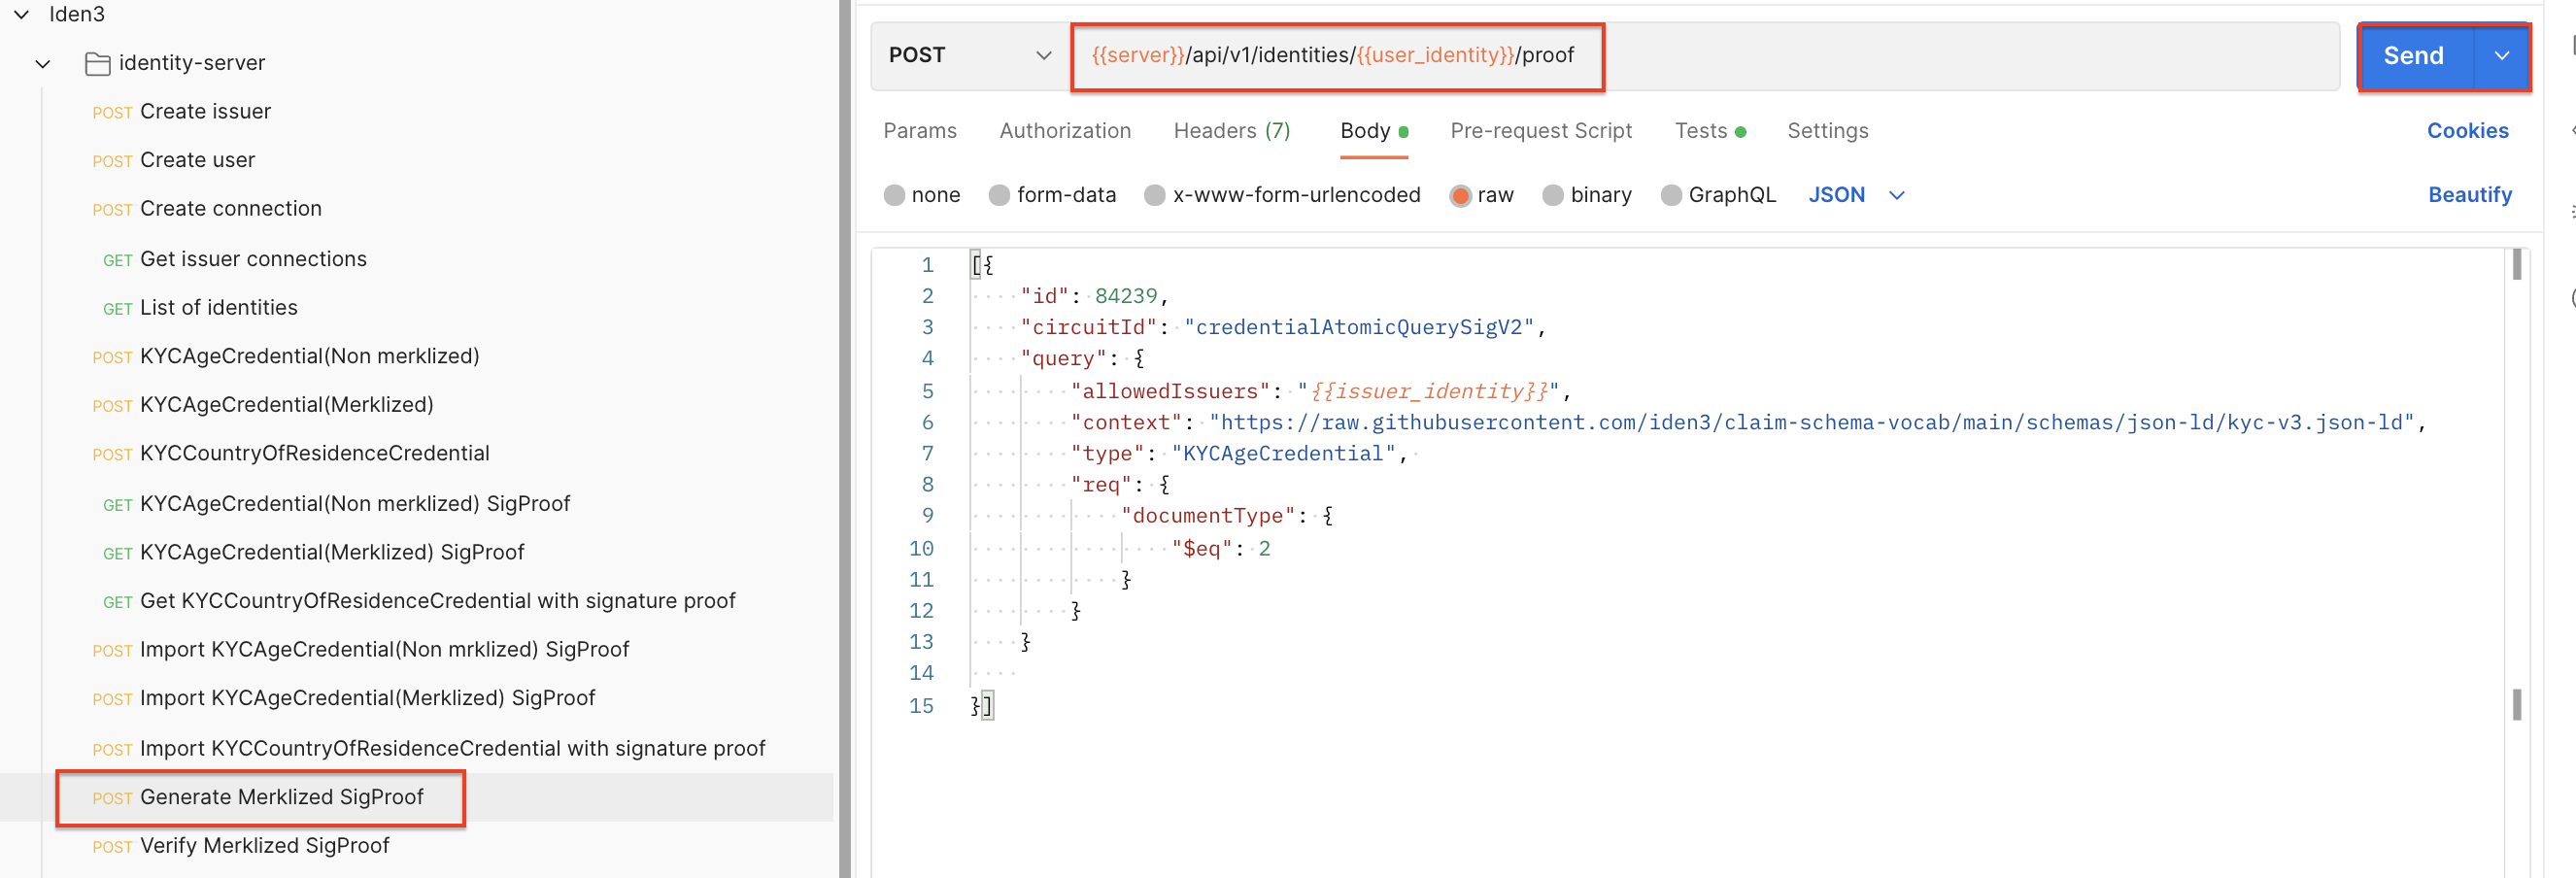 Iden3
identity-server
POST Create issuer
POST Create user
POST Create connection
GET Get issuer connections
GET List of identities
POST KYCAgeCredential(Non merklized)
POST KYCAgeCredential(Merklized)
POST KYCCountryOfResidenceCredential
GET KYCAgeCredential(Non merklized) SigProof
GET KYCAgeCredential(Merklized) SigProof
GET Get KYCCountryOfResidenceCredential with signature proof
POST Import KYCAgeCredential(Non mrklized) SigProof
POST Import KYCAgeCredential(Merklized) SigProof
POST Import KYCCountryOfResidenceCredential with signature proof
POST Generate Merklized SigProof
POST Verify Merklized SigProof
POST {{server}}/api/v1/identities/{{user_identity}}/proof Send
Params Authorization Headers (7) Body Pre-request Script Tests Settings Cookies
none form-data x-www-form-urlencoded raw binary GraphQL JSON Beautify
1 [{
2 "id": 84239,
3 "circuitId": "credentialAtomicQuerySigV2",
4 "query": {
5 "allowedIssuers": "{{issuer_identity}}",
6 "context": "https://raw.githubusercontent.com/iden3/claim-schema-vocab/main/schemas/json-ld/kyc-v3.json-ld",
7 "type": "KYCAgeCredential",
8 "req": {
9 "documentType": {
10 "$eq": 2
11 }
12 }
13 }
14
15 }]